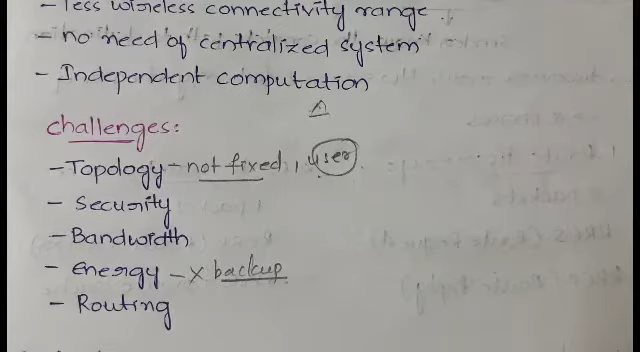 - less wireless connectivity range.
- no need of centralized system
- Independent computation
challenges:
- Topology - not fixed, user.
- Security
- Bandwidth
- Energy - X backup
- Routing